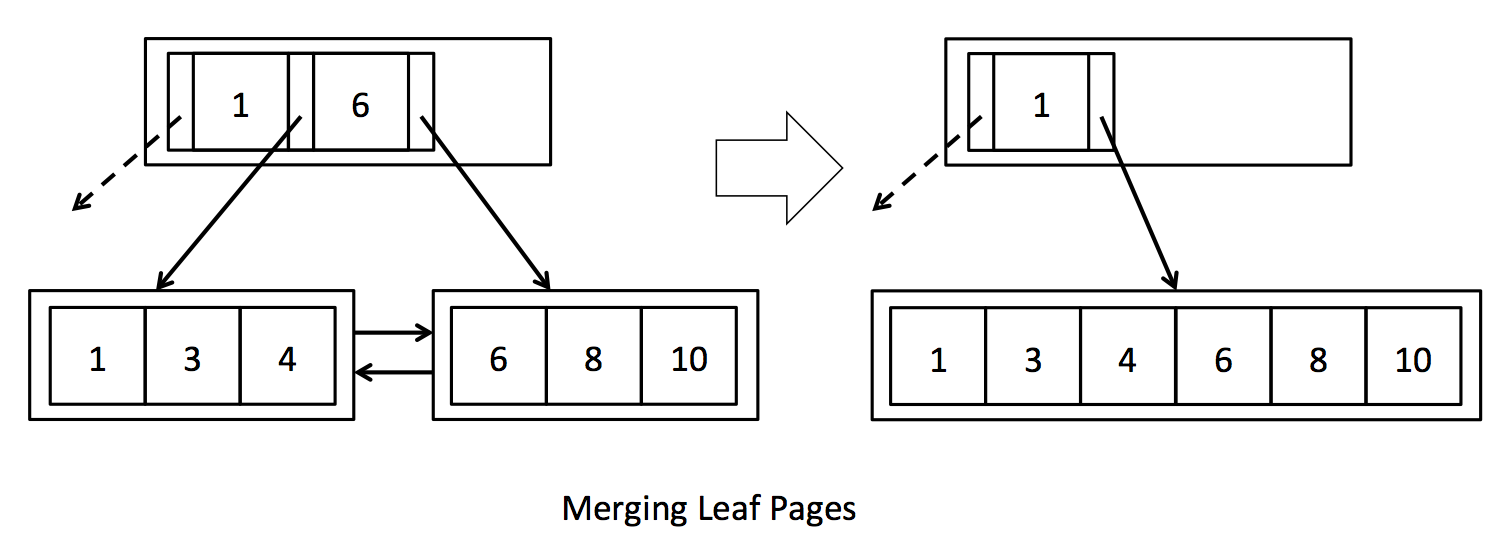 1 6
1
1 3 4
6 8 10
1 3 4 6 8 10
Merging Leaf Pages